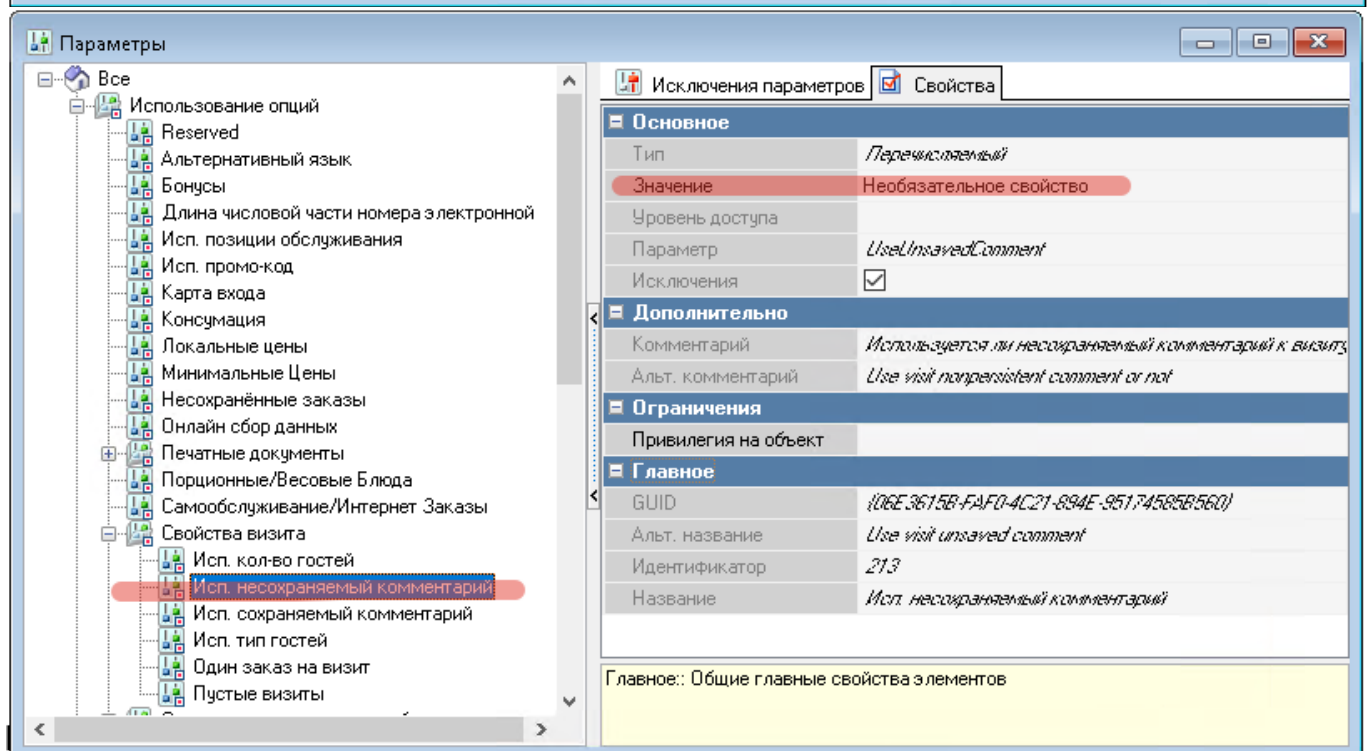 Параметры
Все
Использование опций
Reserved
Альтернативный язык
Бонусы
Длина числовой части номера электронной
Исп. позиции обслуживания
Исп. промо-код
Карта входа
Консумация
Локальные цены
Минимальные Цены
Несохранённые заказы
Онлайн сбор данных
Печатные документы
Порционные/Весовые Блюда
Самообслуживание/Интернет Заказы
Свойства визита
Исп. кол-во гостей
Исп. несохраняемый комментарий
Исп. сохраняемый комментарий
Исп. тип гостей
Один заказ на визит
Пустые визиты
Исключения параметров
Свойства
Основное
Тип Перечисляемый
Значение Необязательное свойство
Уровень доступа
Параметр UseUnsavedComment
Исключения
Дополнительно
Комментарий Используется ли несохраняемый комментарий к визиту
Альт. комментарий Use visit nonpersistent comment or not
Ограничения
Привилегия на объект
Главное
GUID {06E3615B-FAF0-4C21-894E-95174585B560}
Альт. название Use visit unsaved comment
Идентификатор 213
Название Исп. несохраняемый комментарий
Главное:: Общие главные свойства элементов